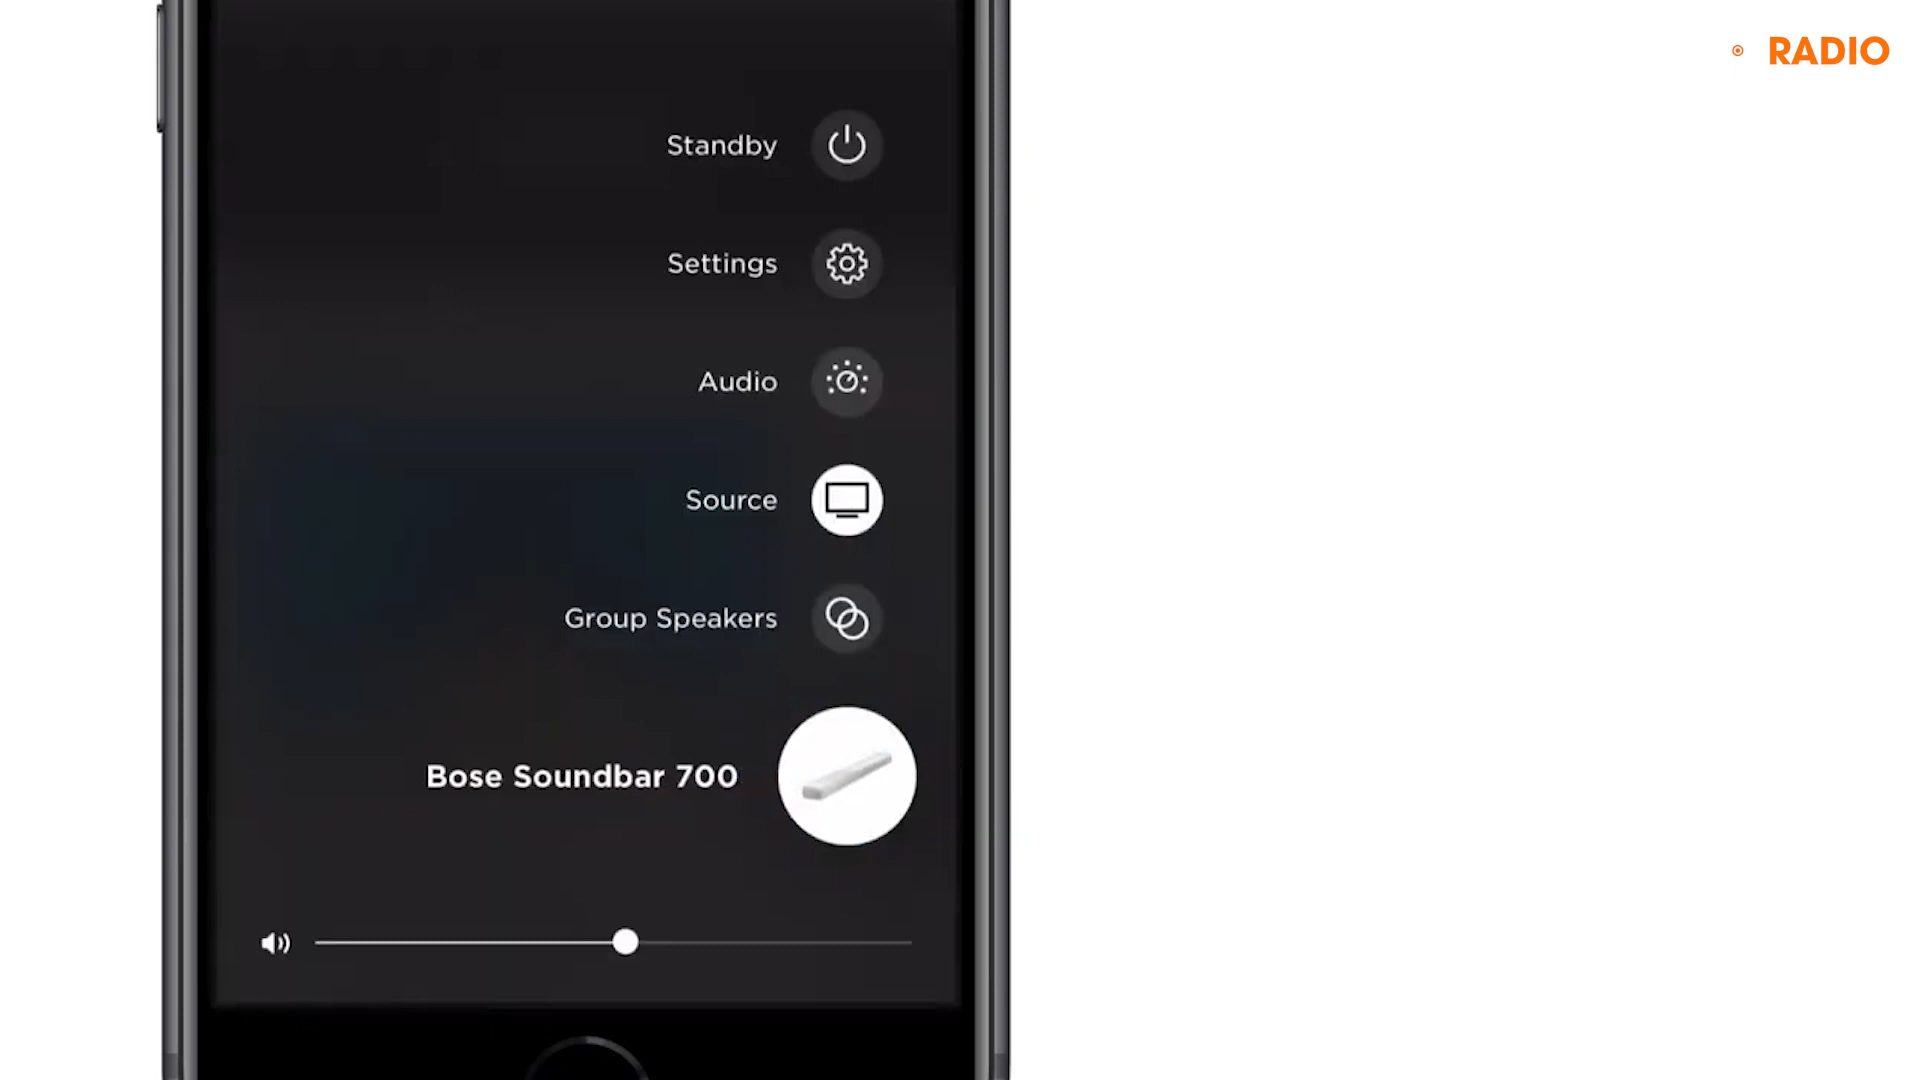 RADIO
Standby
Settings
Audio
Source
Group Speakers
Bose Soundbar 700